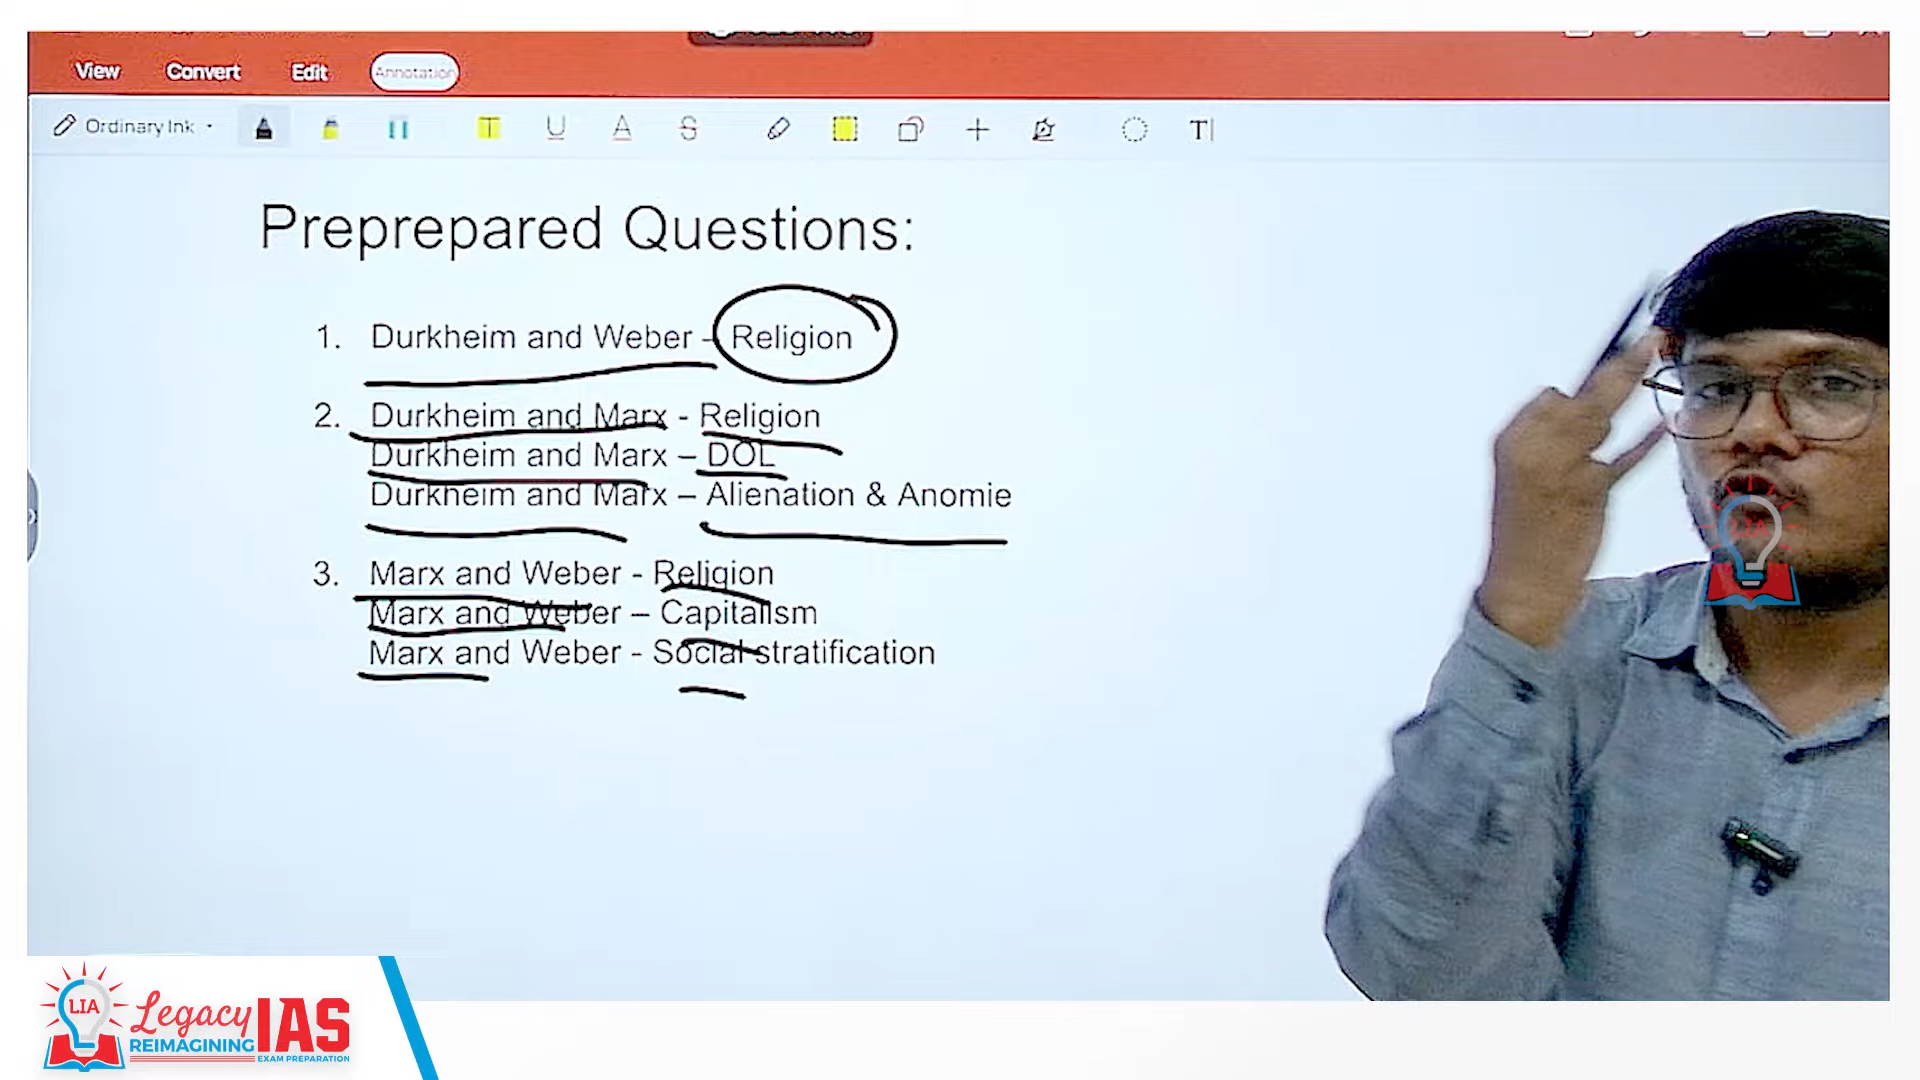 View Convert Edit Annotation
Ordinary Ink
Preprepared Questions:
1. Durkheim and Weber - Religion
2. Durkheim and Marx - Religion
Durkheim and Marx – DOL
Durkheim and Marx – Alienation & Anomie
3. Marx and Weber - Religion
Marx and Weber – Capitalism
Marx and Weber - Social stratification
LIA
LIA
Legacy IAS
REIMAGINING
EXAM PREPARATION